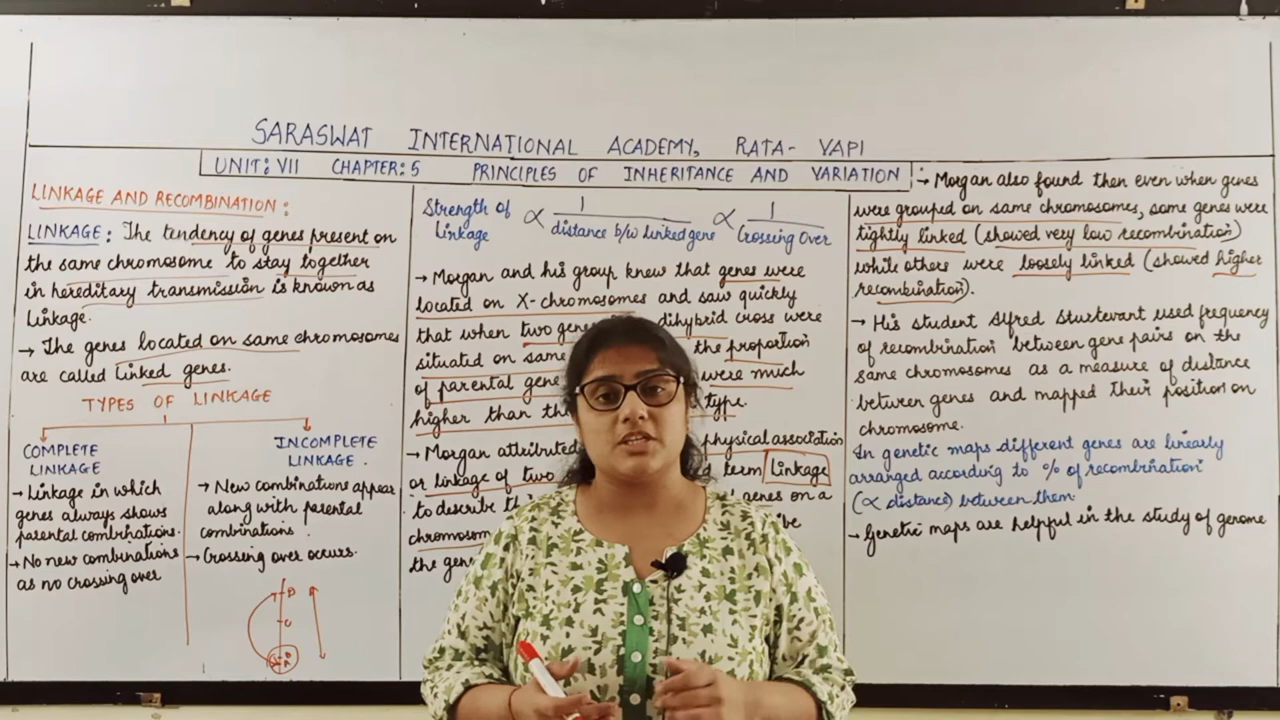 SARASWAT INTERNATIONAL ACADEMY, RATA- VAPI
UNIT: VII CHAPTER: 5 PRINCIPLES OF INHERITANCE AND VARIATION
LINKAGE AND RECOMBINATION:
LINKAGE: The tendency of genes present on
the same chromosome to stay together
in hereditary transmission is known as
linkage.
→ The genes located on same chromosomes
are called linked genes.
TYPES OF LINKAGE
COMPLETE
LINKAGE
→ Linkage in which
genes always shows
parental combinations.
→ No new combinations
as no crossing over
INCOMPLETE
LINKAGE.
→ New combinations appear
along with parental
combinations.
→ Crossing over occurs.
D
C
B
A
Strength of Linkage ∝ 1/distance b/w linked gene ∝ 1/Crossing Over
→ Morgan and his group knew that genes were
located on X-chromosomes and saw quickly
that when two dihybrid cross were
situated on same the proportion
of parental gene were much
higher than type.
→ Morgan attributed physical association
or linkage of two term Linkage
to describe genes on a
the
→ Morgan also found then even when genes
were grouped on same chromosomes, some genes were
tightly linked (showed very low recombination)
while others were loosely linked (showed higher
recombination).
→ His student Alfred Sturtevant used frequency
of recombination between gene pairs on the
same chromosomes as a measure of distance
between genes and mapped their position on
chromosome.
In genetic maps different genes are linearly
arranged according to % of recombination
(∝ distance) between them.
→ Genetic maps are helpful in the study of genome